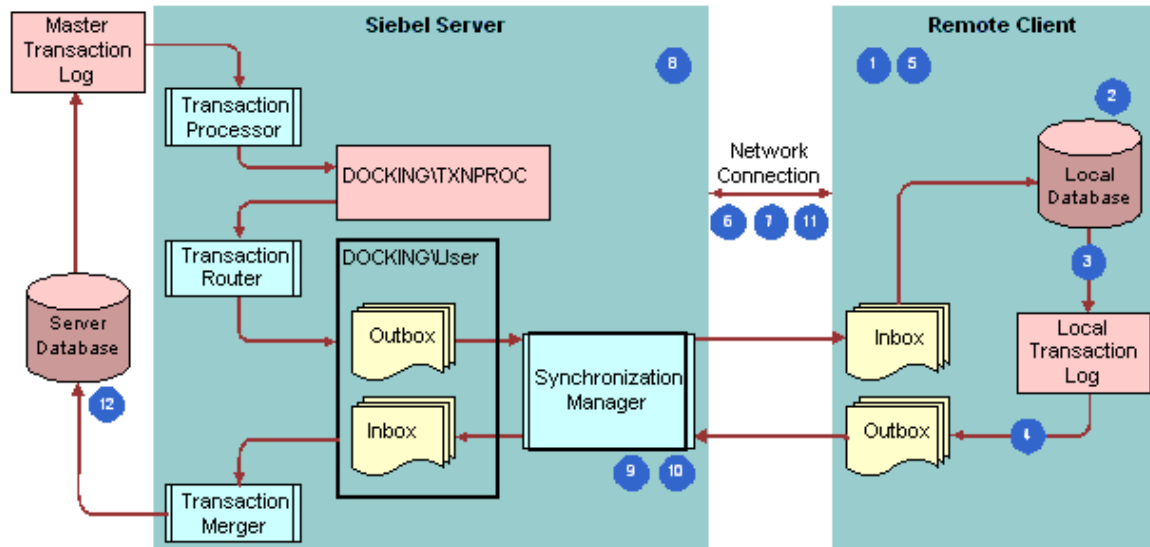 Siebel Server
Remote Client
Master
Transaction
Log
8
1
5
Transaction
Processor
2
DOCKING\TXNPROC
Network
Connection
Local
Database
6
7
11
Transaction
Router
DOCKING\User
3
Server
Database
Outbox
Inbox
Local
Transaction
Log
Synchronization
Manager
12
Inbox
Outbox
4
9
10
Transaction
Merger